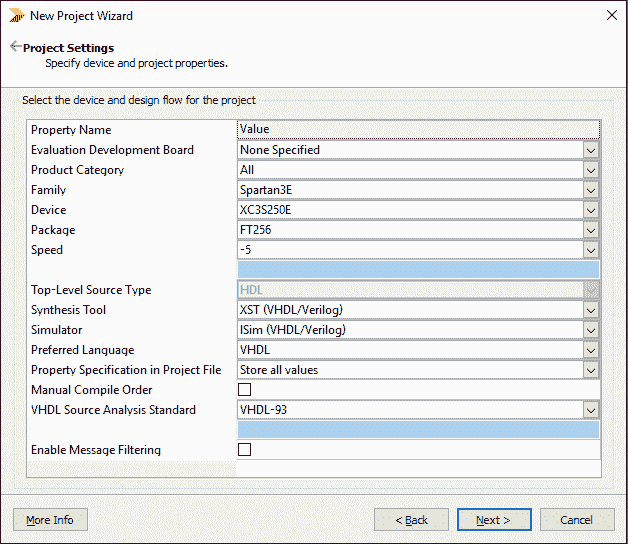 New Project Wizard
Project Settings
Specify device and project properties.
Select the device and design flow for the project
Property Name Value
Evaluation Development Board None Specified
Product Category All
Family Spartan3E
Device XC3S250E
Package FT256
Speed -5
Top-Level Source Type HDL
Synthesis Tool XST (VHDL/Verilog)
Simulator ISim (VHDL/Verilog)
Preferred Language VHDL
Property Specification in Project File Store all values
Manual Compile Order
VHDL Source Analysis Standard VHDL-93
Enable Message Filtering
More Info < Back Next > Cancel